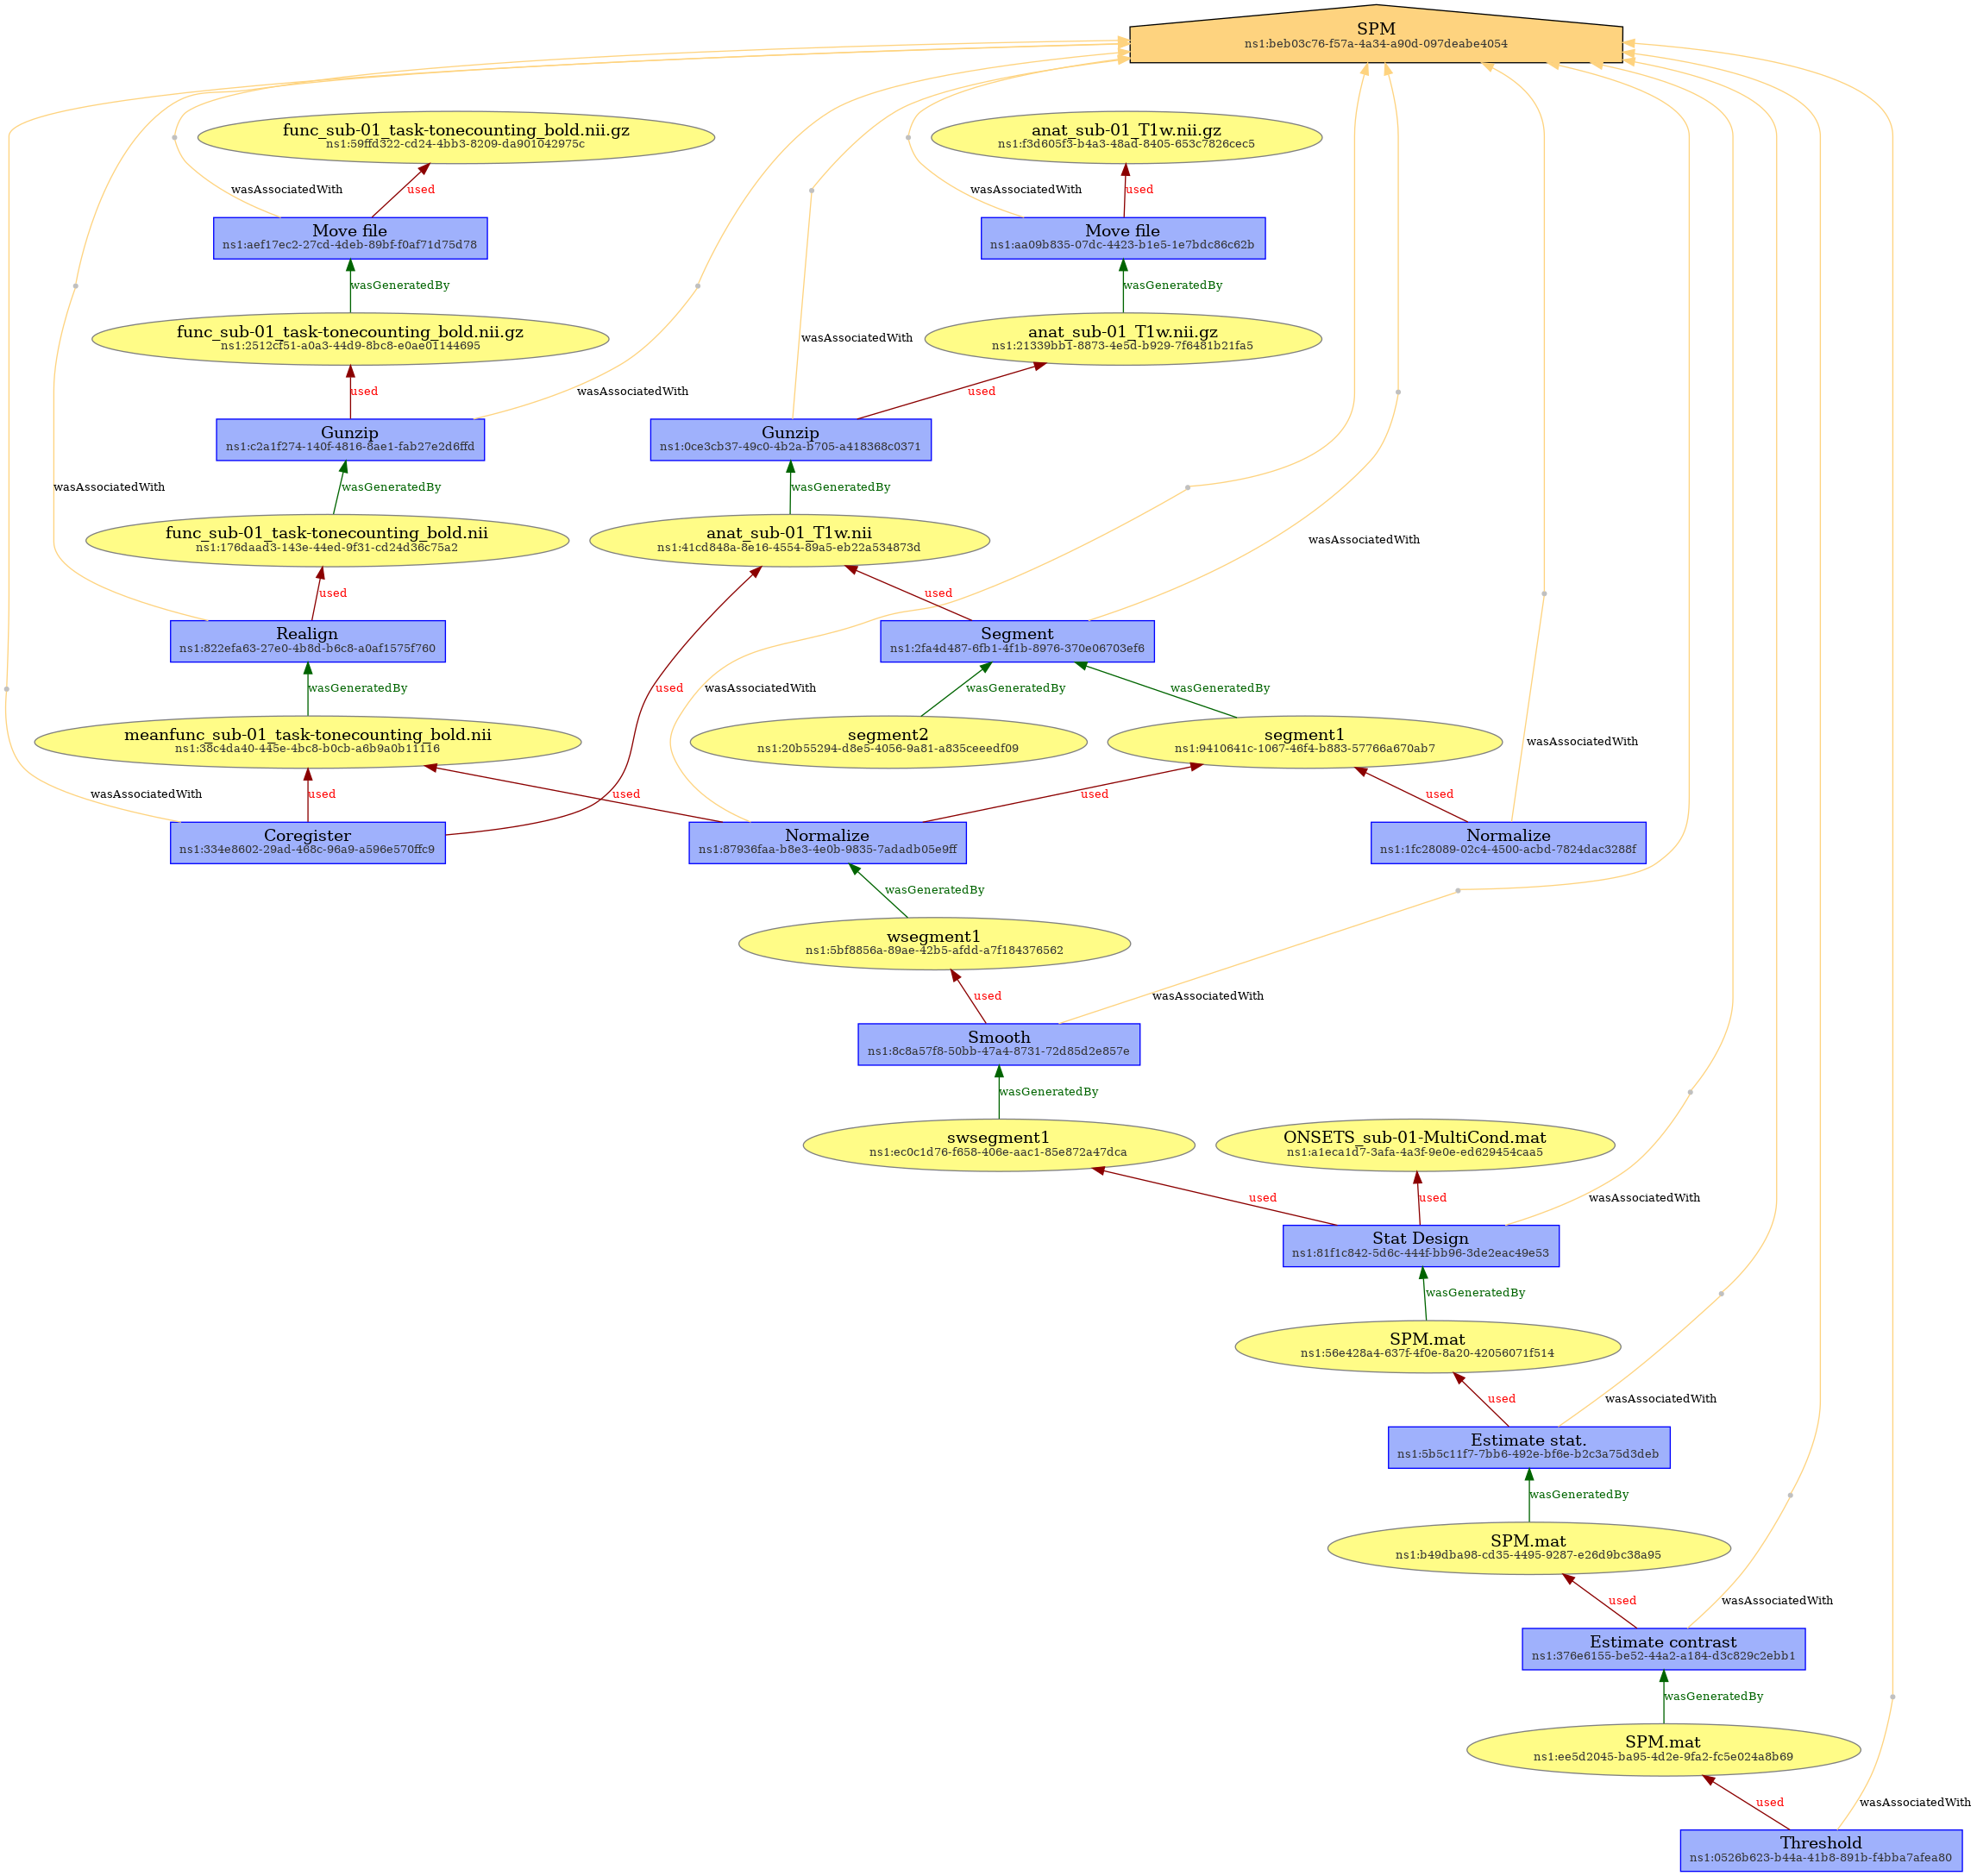 SPM
ns1:beb03c76-f57a-4a34-a90d-097deabe4054
func_sub-01_task-tonecounting_bold.nii.gz
ns1:59ffd322-cd24-4bb3-8209-da901042975c
anat_sub-01_T1w.nii.gz
ns1:f3d605f3-b4a3-48ad-8405-653c7826cec5
wasAssociatedWith
used
wasAssociatedWith
used
Move file
ns1:aef17ec2-27cd-4deb-89bf-f0af71d75d78
Move file
ns1:aa09b835-07dc-4423-b1e5-1e7bdc86c62b
wasGeneratedBy
wasGeneratedBy
func_sub-01_task-tonecounting_bold.nii.gz
ns1:2512cf51-a0a3-44d9-8bc8-e0ae01144695
wasAssociatedWith
anat_sub-01_T1w.nii.gz
ns1:21339bb1-8873-4e5d-b929-7f6481b21fa5
used
wasAssociatedWith
used
Gunzip
ns1:c2a1f274-140f-4816-8ae1-fab27e2d6ffd
Gunzip
ns1:0ce3cb37-49c0-4b2a-b705-a418368c0371
wasAssociatedWith
wasGeneratedBy
wasGeneratedBy
func_sub-01_task-tonecounting_bold.nii
ns1:176daad3-143e-44ed-9f31-cd24d36c75a2
anat_sub-01_T1w.nii
ns1:41cd848a-8e16-4554-89a5-eb22a534873d
wasAssociatedWith
used
used
Realign
ns1:822efa63-27e0-4b8d-b6c8-a0af1575f760
Segment
ns1:2fa4d487-6fb1-4f1b-8976-370e06703ef6
wasGeneratedBy
used
wasAssociatedWith
wasGeneratedBy
wasGeneratedBy
meanfunc_sub-01_task-tonecounting_bold.nii
ns1:38c4da40-445e-4bc8-b0cb-a6b9a0b11116
segment2
ns1:20b55294-d8e5-4056-9a81-a835ceeedf09
segment1
ns1:9410641c-1067-46f4-b883-57766a670ab7
wasAssociatedWith
wasAssociatedWith
used
used
used
used
Coregister
ns1:334e8602-29ad-468c-96a9-a596e570ffc9
Normalize
ns1:87936faa-b8e3-4e0b-9835-7adadb05e9ff
Normalize
ns1:1fc28089-02c4-4500-acbd-7824dac3288f
wasGeneratedBy
wsegment1
ns1:5bf8856a-89ae-42b5-afdd-a7f184376562
used
wasAssociatedWith
Smooth
ns1:8c8a57f8-50bb-47a4-8731-72d85d2e857e
wasGeneratedBy
swsegment1
ns1:ec0c1d76-f658-406e-aac1-85e872a47dca
ONSETS_sub-01-MultiCond.mat
ns1:a1eca1d7-3afa-4a3f-9e0e-ed629454caa5
used
used
wasAssociatedWith
Stat Design
ns1:81f1c842-5d6c-444f-bb96-3de2eac49e53
wasGeneratedBy
SPM.mat
ns1:56e428a4-637f-4f0e-8a20-42056071f514
used
wasAssociatedWith
Estimate stat.
ns1:5b5c11f7-7bb6-492e-bf6e-b2c3a75d3deb
wasGeneratedBy
SPM.mat
ns1:b49dba98-cd35-4495-9287-e26d9bc38a95
used
wasAssociatedWith
Estimate contrast
ns1:376e6155-be52-44a2-a184-d3c829c2ebb1
wasGeneratedBy
SPM.mat
ns1:ee5d2045-ba95-4d2e-9fa2-fc5e024a8b69
used
wasAssociatedWith
Threshold
ns1:0526b623-b44a-41b8-891b-f4bba7afea80